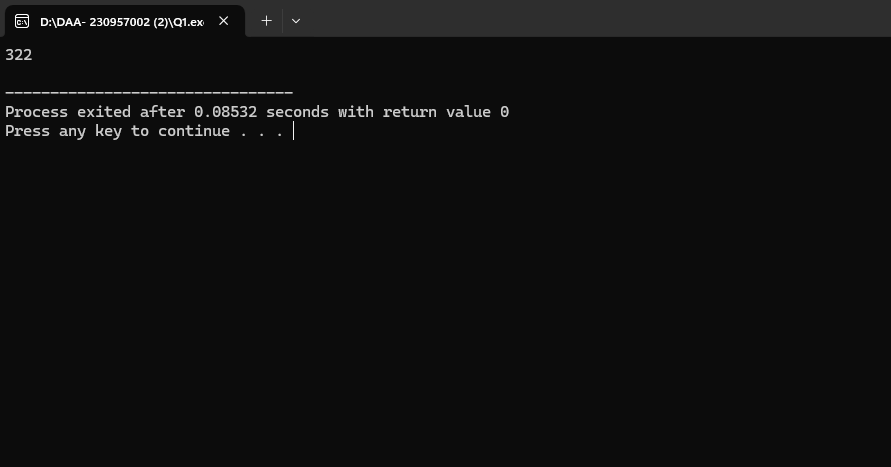 D:\DAA- 230957002 (2)\Q1.exe
322
--------------------------------
Process exited after 0.08532 seconds with return value 0
Press any key to continue . . .